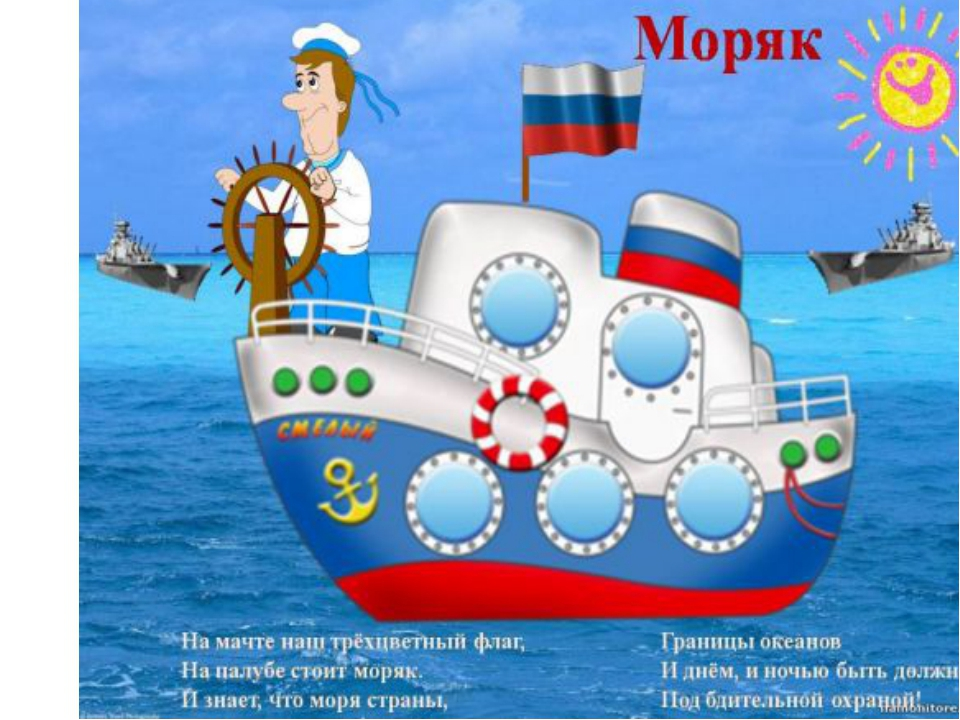 Моряк
СМЕЛЫЙ
На мачте наш трёхцветный флаг,
На палубе стоит моряк.
И знает, что моря страны,
Границы океанов
И днём, и ночью быть должн
Под бдительной охраной!